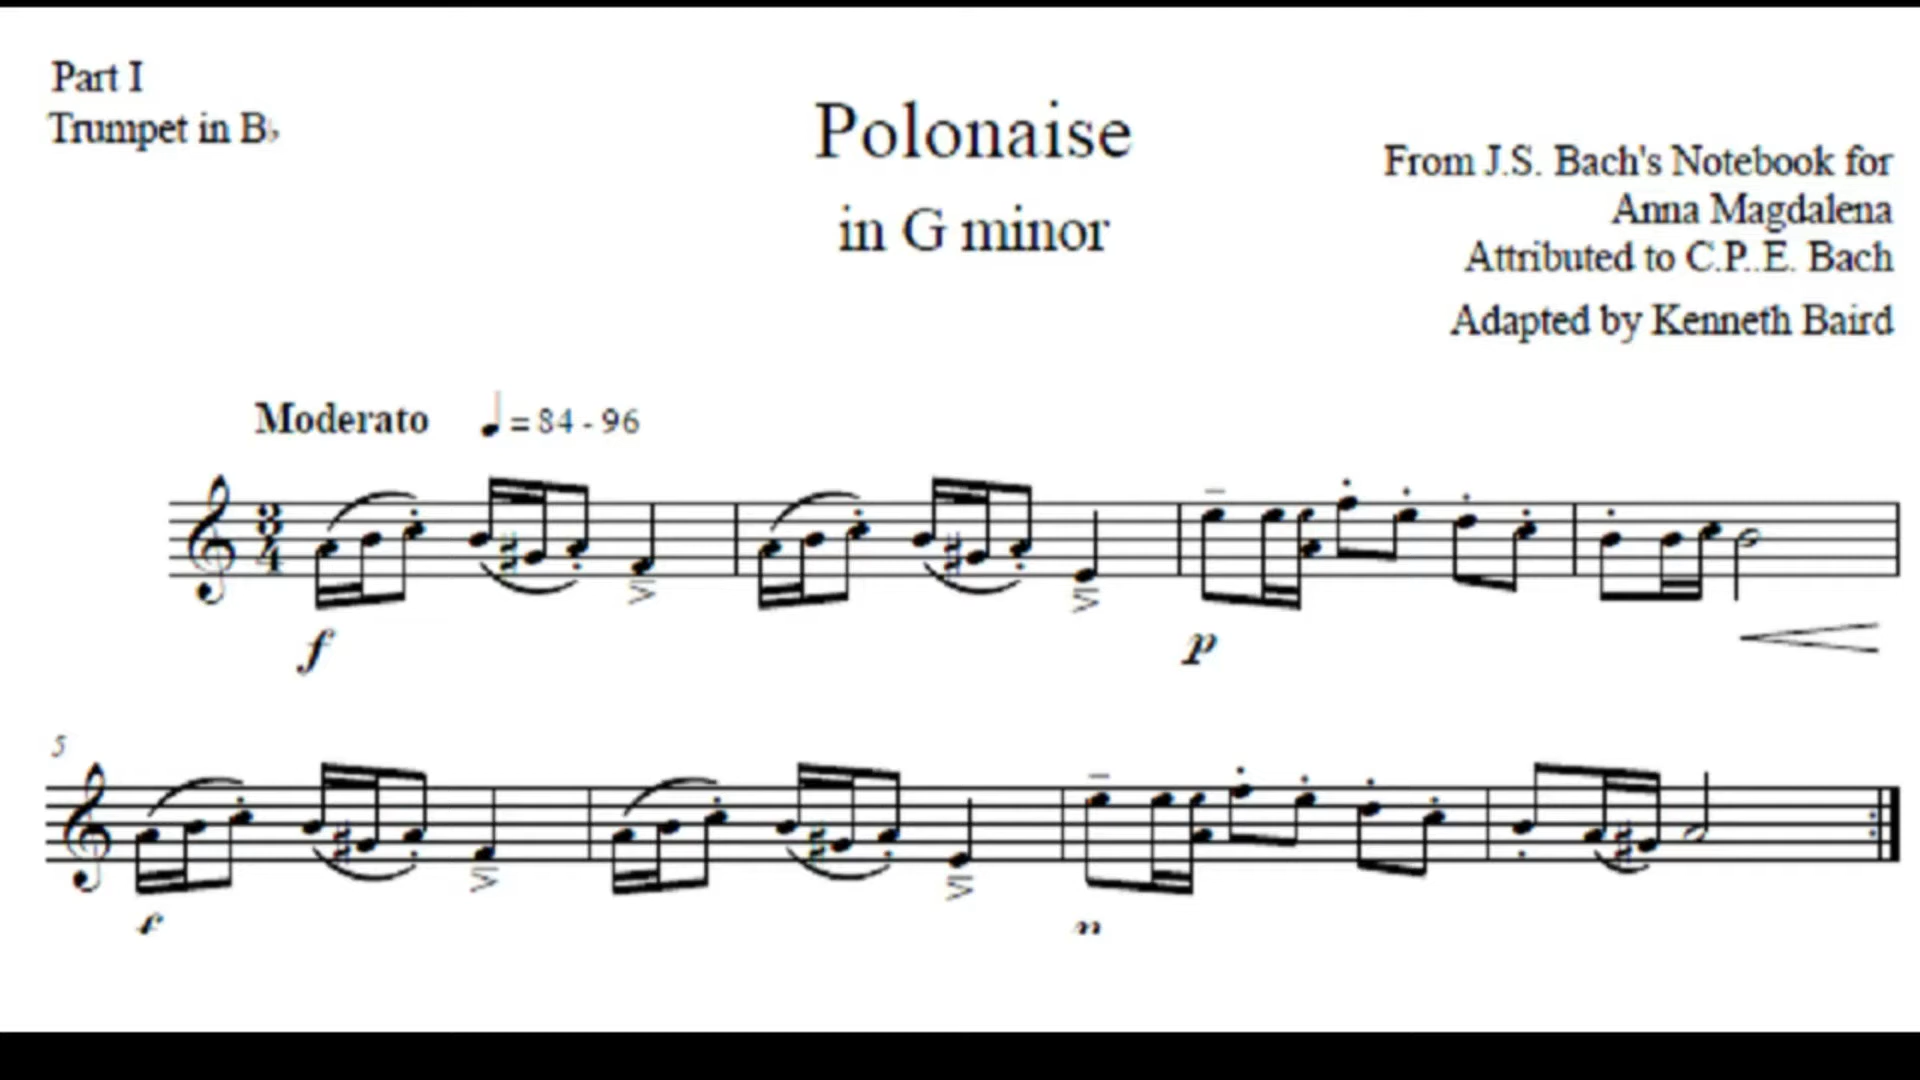 Part I
Trumpet in B♭
Polonaise
in G minor
From J.S. Bach's Notebook for
Anna Magdalena
Attributed to C.P..E. Bach
Adapted by Kenneth Baird
Moderato ♩ = 84 - 96
3
4
f
p
5